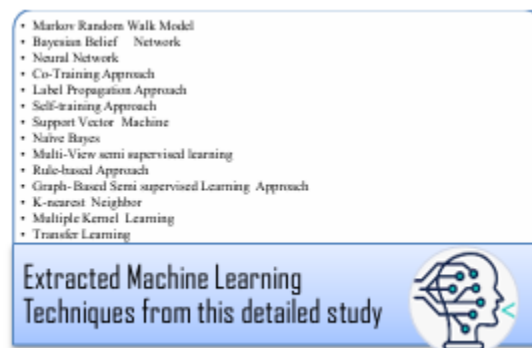 • Markov Random Walk Model
• Bayesian Belief Network
• Neural Network
• Co-Training Approach
• Label Propagation Approach
• Self-training Approach
• Support Vector Machine
• Naïve Bayes
• Multi-View semi supervised learning
• Rule-based Approach
• Graph- Based Semi supervised Learning Approach
• K-nearest Neighbor
• Multiple Kernel Learning
• Transfer Learning
Extracted Machine Learning
Techniques from this detailed study